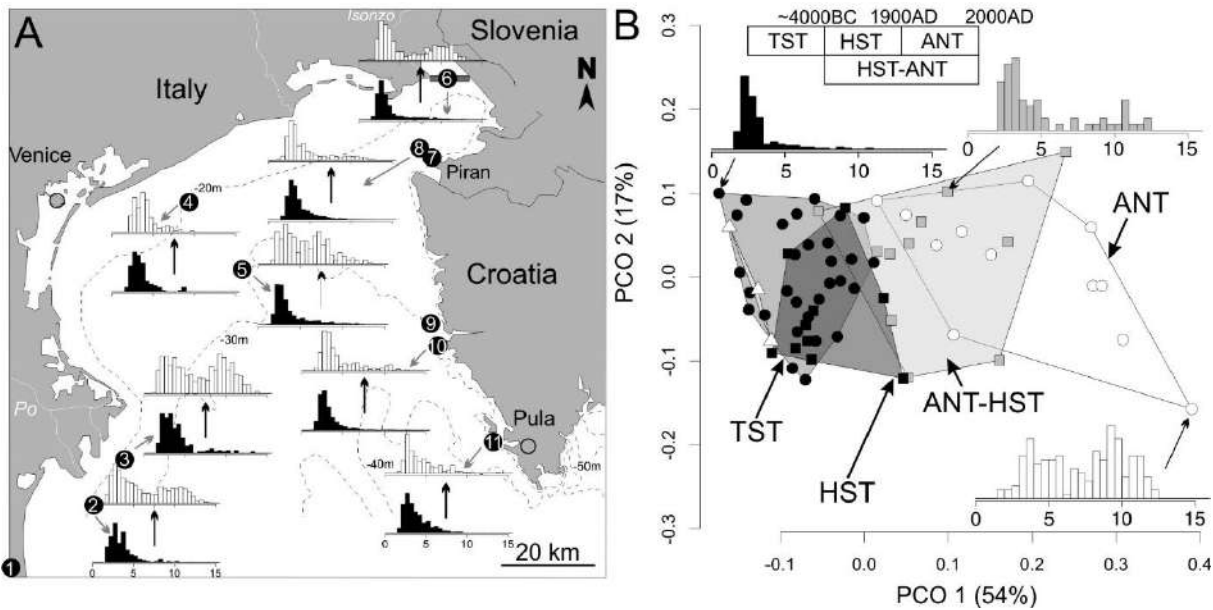 A
Isonzo
Slovenia
Italy
N
6
Venice
8
7
Piran
-20m
4
5
Croatia
9
10
-30m
Po
Pula
11
3
-40m
-50m
2
1
0 5 10 15
0 5 10 15
20 km
B
~4000BC 1900AD 2000AD
TST HST ANT
HST-ANT
0 5 10 15
0 5 10 15
ANT
TST
HST
ANT-HST
0 5 10 15
0.3
0.2
0.1
0.0
-0.1
-0.2
-0.3
PCO 2 (17%)
-0.1 0.0 0.1 0.2 0.3 0.4
PCO 1 (54%)